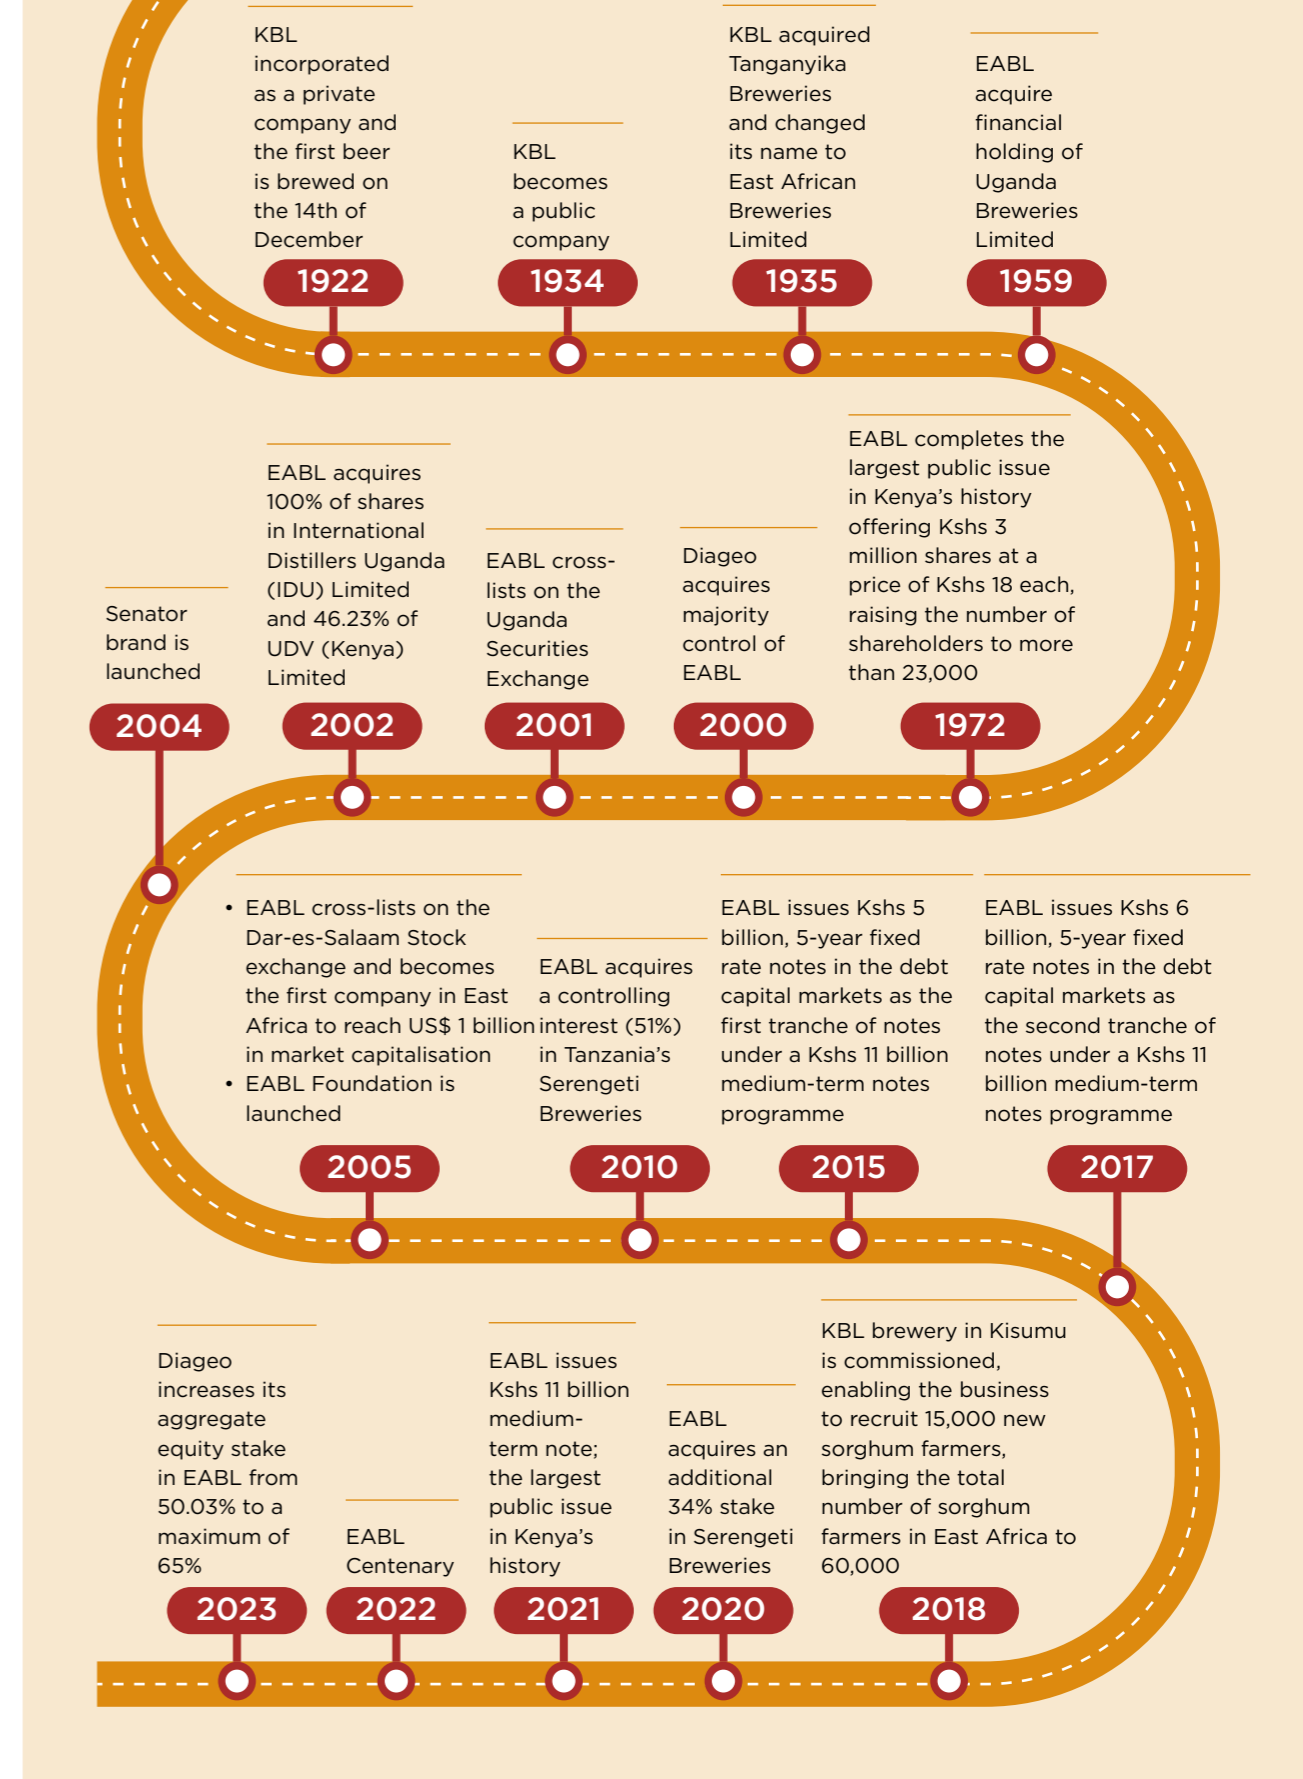 KBL
incorporated
as a private
company and
the first beer
is brewed on
the 14th of
December
1922
KBL
becomes
a public
company
1934
KBL acquired
Tanganyika
Breweries
and changed
its name to
East African
Breweries
Limited
1935
EABL
acquire
financial
holding of
Uganda
Breweries
Limited
1959
EABL completes the
largest public issue
in Kenya’s history
offering Kshs 3
million shares at a
price of Kshs 18 each,
raising the number of
shareholders to more
than 23,000
1972
Diageo
acquires
majority
control of
EABL
2000
EABL cross-
lists on the
Uganda
Securities
Exchange
2001
EABL acquires
100% of shares
in International
Distillers Uganda
(IDU) Limited
and 46.23% of
UDV (Kenya)
Limited
2002
Senator
brand is
launched
2004
• EABL cross-lists on the
Dar-es-Salaam Stock
exchange and becomes
the first company in East
Africa to reach US$ 1 billion
in market capitalisation
• EABL Foundation is
launched
2005
EABL acquires
a controlling
interest (51%)
in Tanzania’s
Serengeti
Breweries
2010
EABL issues Kshs 5
billion, 5-year fixed
rate notes in the debt
capital markets as the
first tranche of notes
under a Kshs 11 billion
medium-term notes
programme
2015
EABL issues Kshs 6
billion, 5-year fixed
rate notes in the debt
capital markets as
the second tranche of
notes under a Kshs 11
billion medium-term
notes programme
2017
KBL brewery in Kisumu
is commissioned,
enabling the business
to recruit 15,000 new
sorghum farmers,
bringing the total
number of sorghum
farmers in East Africa to
60,000
2018
EABL
acquires an
additional
34% stake
in Serengeti
Breweries
2020
EABL issues
Kshs 11 billion
medium-
term note;
the largest
public issue
in Kenya’s
history
2021
EABL
Centenary
2022
Diageo
increases its
aggregate
equity stake
in EABL from
50.03% to a
maximum of
65%
2023